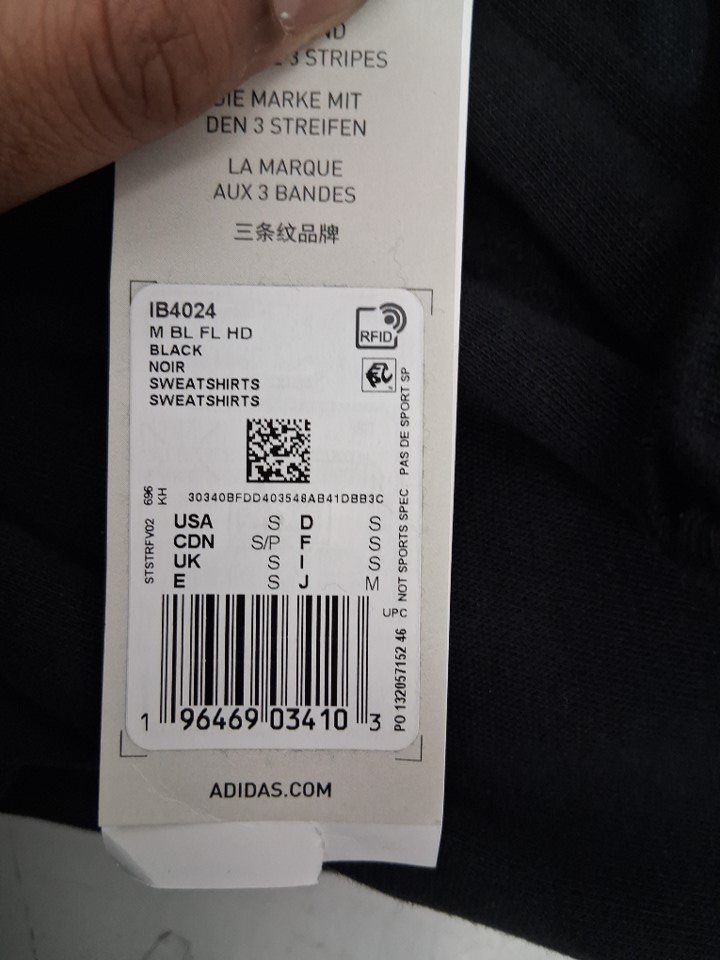 3 STRIPES
DIE MARKE MIT
DEN 3 STREIFEN
LA MARQUE
AUX 3 BANDES
三条纹品牌
IB4024
M BL FL HD
BLACK
NOIR
SWEATSHIRTS
SWEATSHIRTS
RFID
PAS DE SPORT SP
NOT SPORTS SPEC.
30340BFDD403548AB41DBB3C
696
KH
STSTRFV02
USA S D S
CDN S/P F S
UK S I S
E S J M
UPC C
PO 132057152 46
1 96469 03410 3
ADIDAS.COM